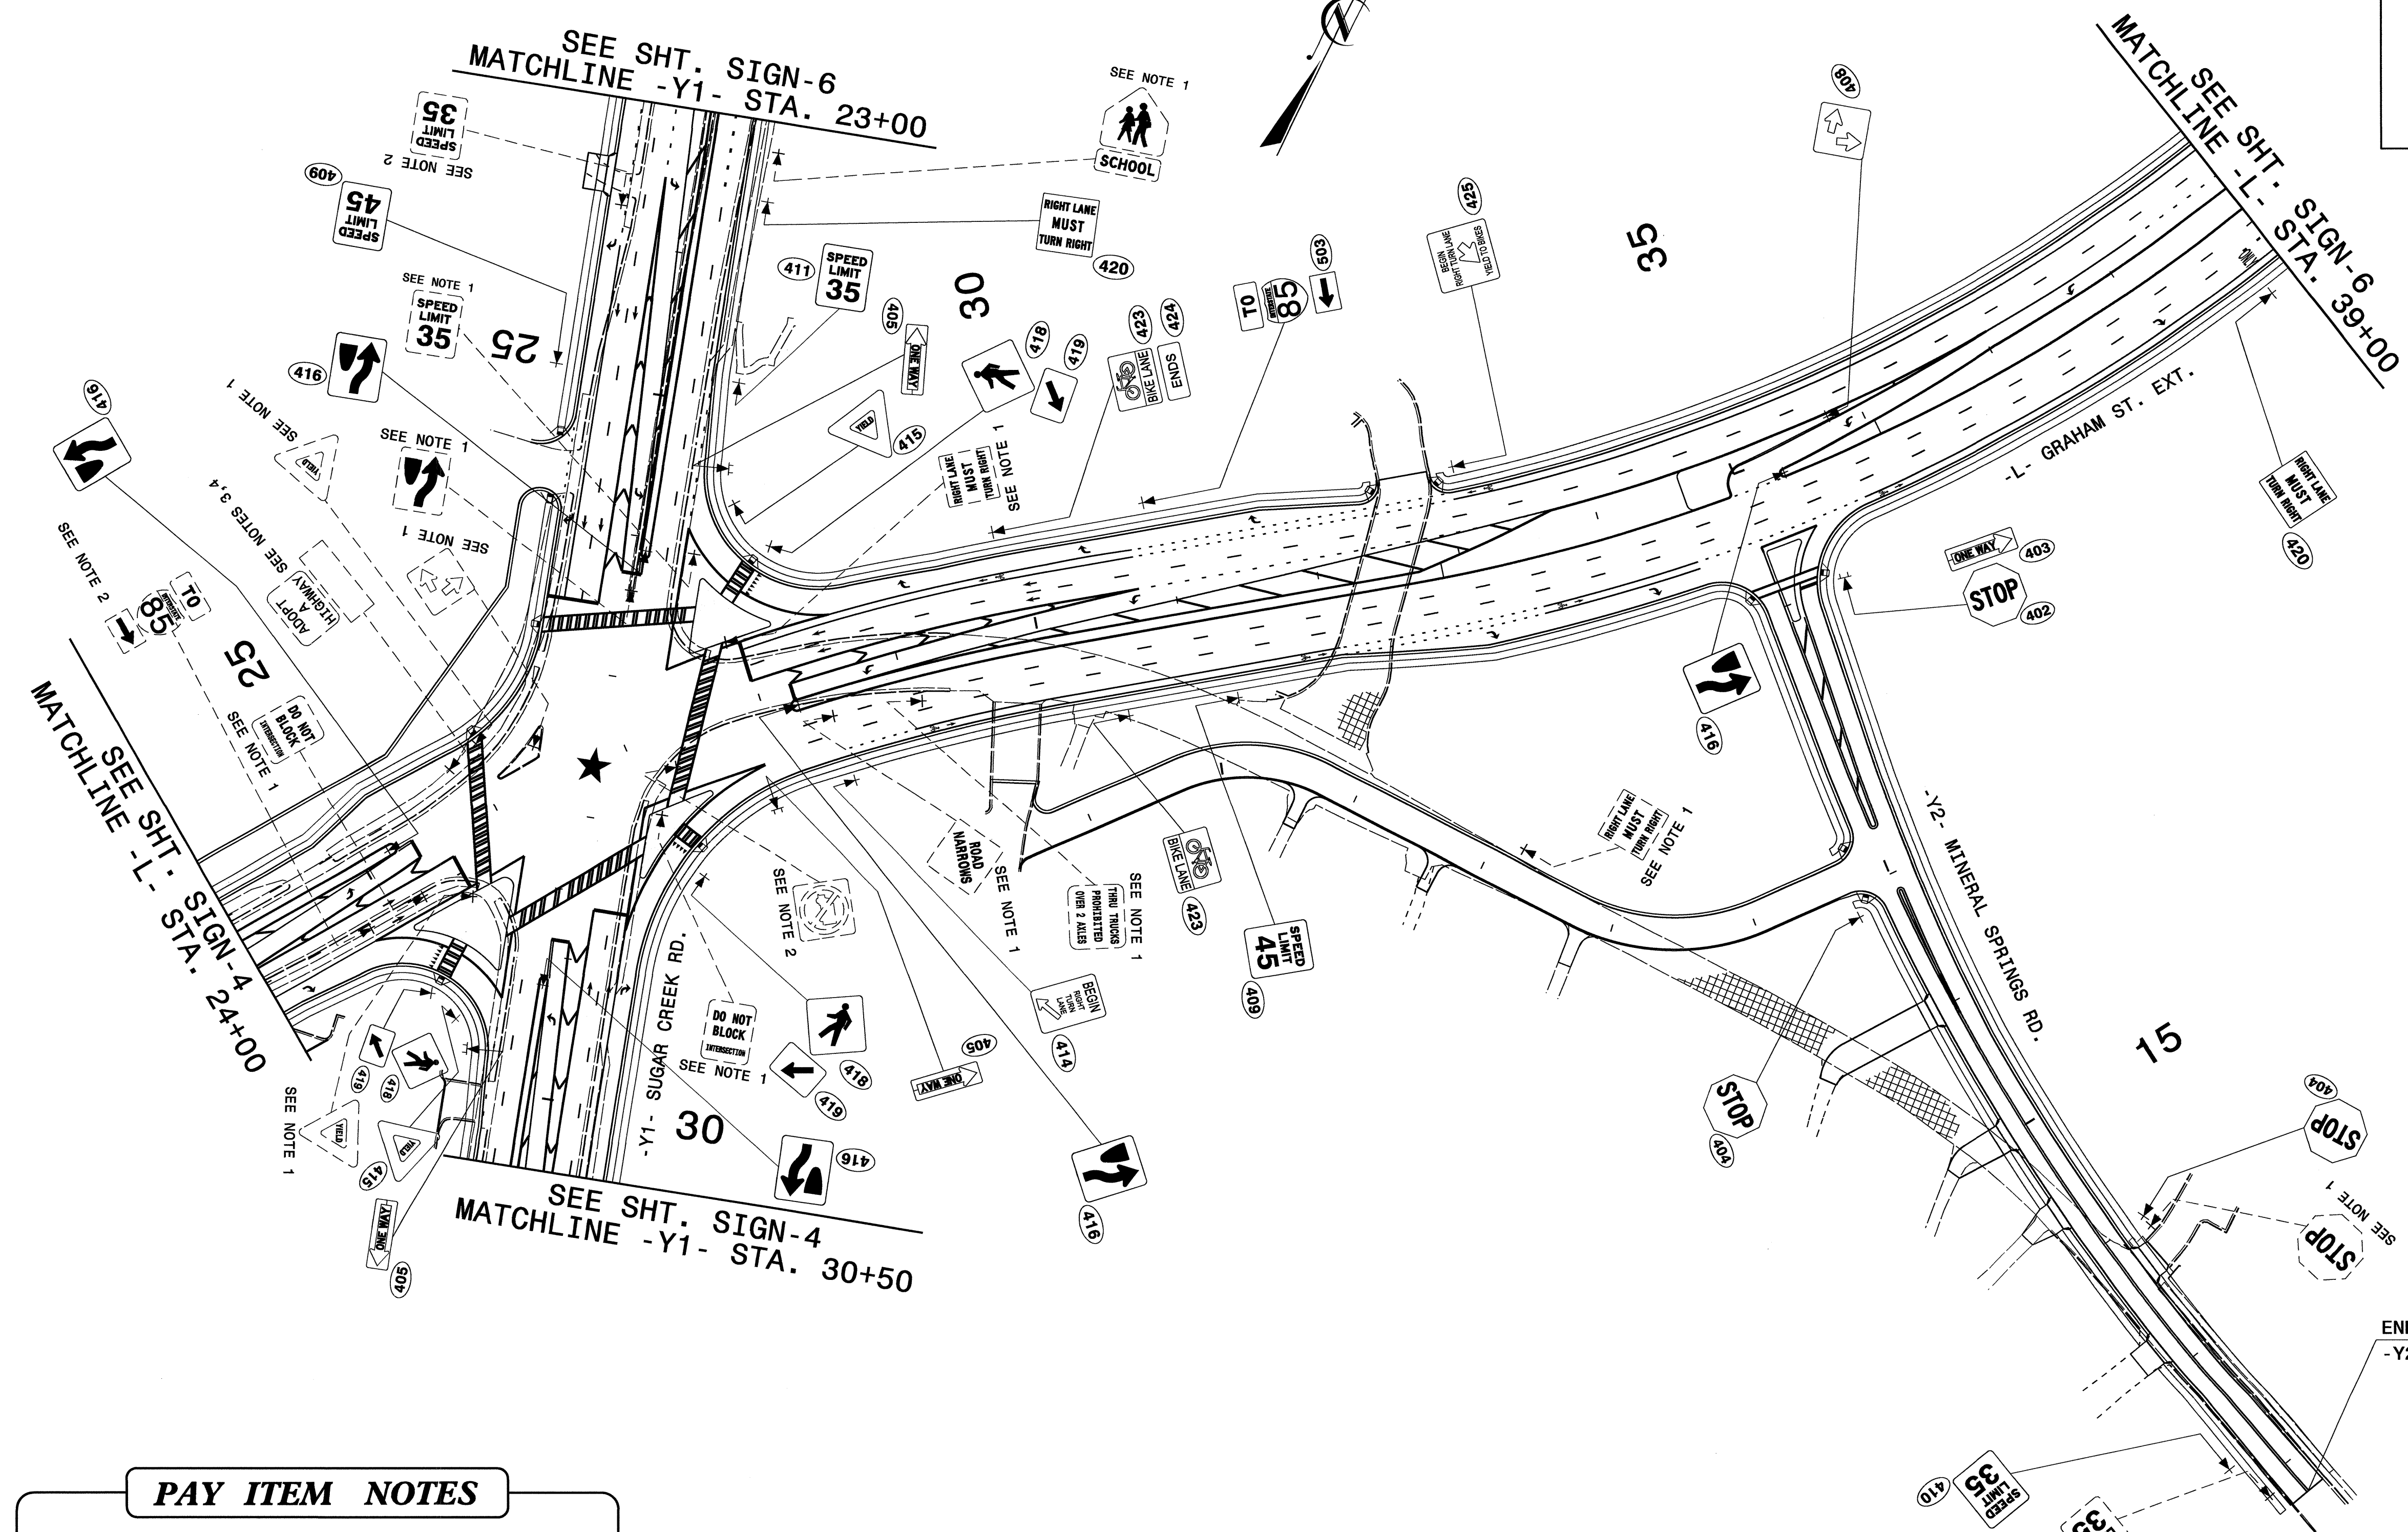 SEE SHT. SIGN-6
MATCHLINE -Y1- STA. 23+00
SPEED
LIMIT
35
SEE NOTE 2
409
SPEED
LIMIT
45
SEE NOTE 1
SPEED
LIMIT
35
25
416
416
SEE NOTE 1
YIELD
SEE NOTE 1
SEE NOTE 1
SEE NOTES 3,4
ADOPT
A
HIGHWAY
SEE NOTE 2
TO
INTERSTATE
85
25
DO NOT
BLOCK
INTERSECTION
SEE NOTE 1
SEE SHT. SIGN-4
MATCHLINE -L- STA. 24+00
SEE NOTE 1
SCHOOL
RIGHT LANE
MUST
TURN RIGHT
420
411
SPEED
LIMIT
35
30
405
ONE WAY
YIELD
415
418
419
RIGHT LANE
MUST
TURN RIGHT
SEE NOTE 1
423
BIKE LANE
424
ENDS
TO
INTERSTATE
85
503
425
BEGIN
RIGHT TURN LANE
YIELD TO BIKES
35
408
SEE SHT. SIGN-6
MATCHLINE -L- STA. 39+00
ONLY
-L- GRAHAM ST. EXT.
RIGHT LANE
MUST
TURN RIGHT
420
ONE WAY
403
STOP
402
416
RIGHT LANE
MUST
TURN RIGHT
SEE NOTE 1
-Y2- MINERAL SPRINGS RD.
15
STOP
404
404
STOP
SEE NOTE 1
STOP
ROAD
NARROWS
SEE NOTE 1
THRU TRUCKS
PROHIBITED
OVER 2 AXLES
SEE NOTE 1
BIKE LANE
423
SPEED
LIMIT
45
409
SEE NOTE 2
BEGIN
RIGHT
TURN
LANE
414
ONE WAY
405
418
419
DO NOT
BLOCK
INTERSECTION
SEE NOTE 1
-Y1- SUGAR CREEK RD.
30
416
416
419
418
YIELD
SEE NOTE 1
YIELD
415
ONE WAY
405
SEE SHT. SIGN-4
MATCHLINE -Y1- STA. 30+50
410
SPEED
LIMIT
35
35
-Y2
PAY ITEM NOTES